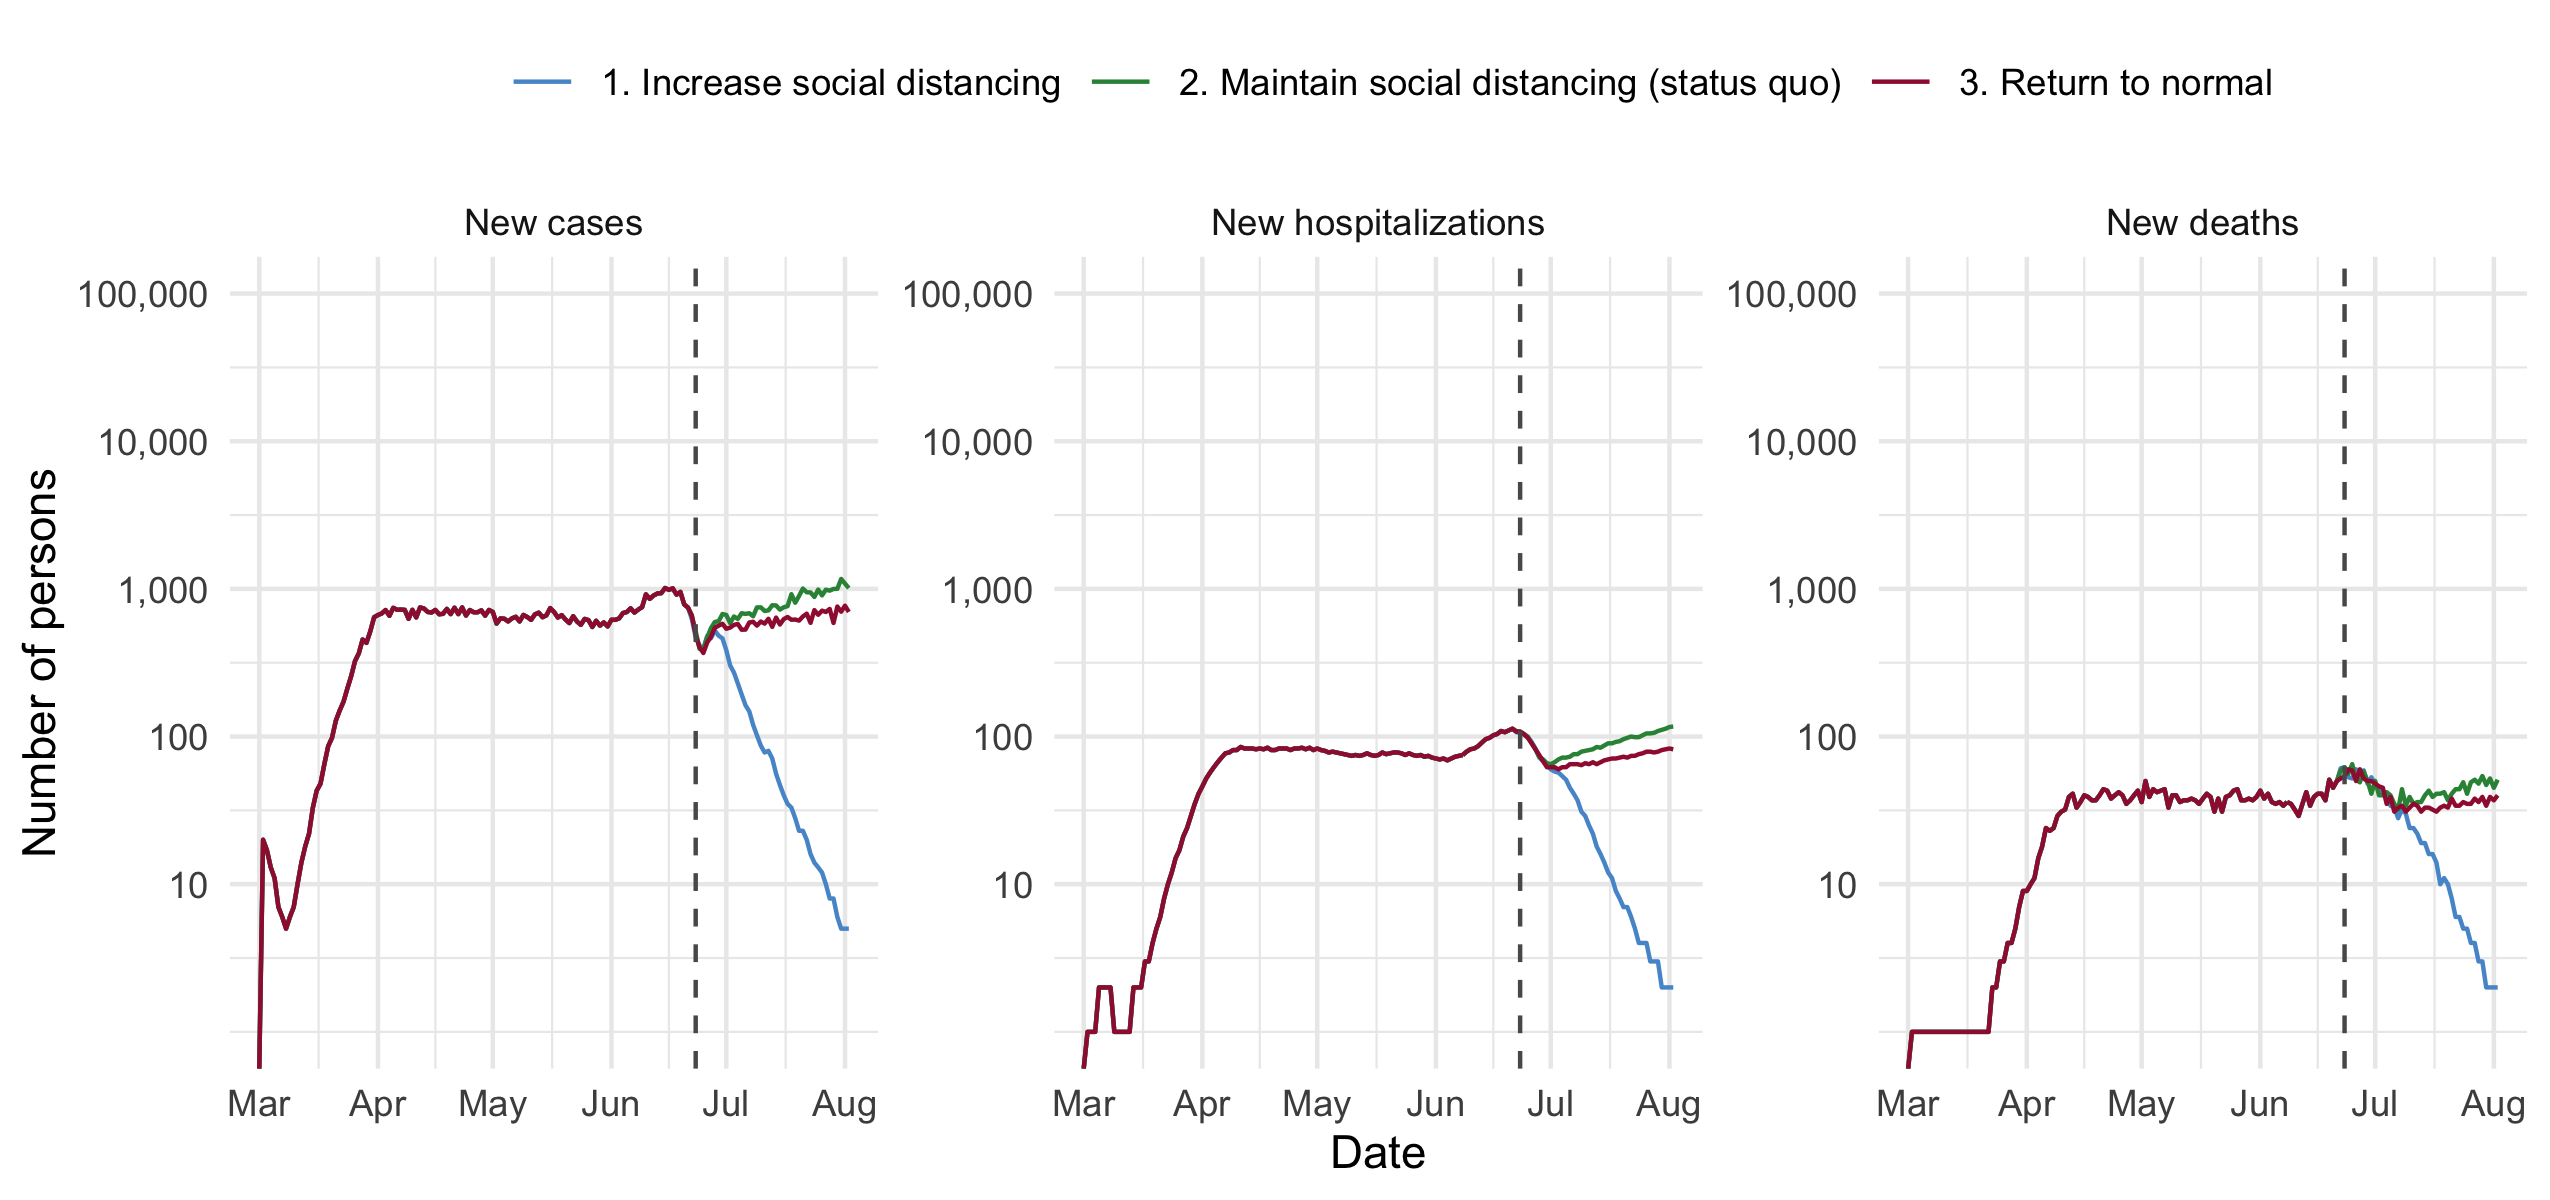 1. Increase social distancing 2. Maintain social distancing (status quo) 3. Return to normal
New cases New hospitalizations New deaths
Number of persons
100,000 100,000 100,000
10,000 10,000 10,000
1,000 1,000 1,000
100 100 100
10 10 10
Mar Apr May Jun Jul Aug Mar Apr May Jun Jul Aug Mar Apr May Jun Jul Aug
Date